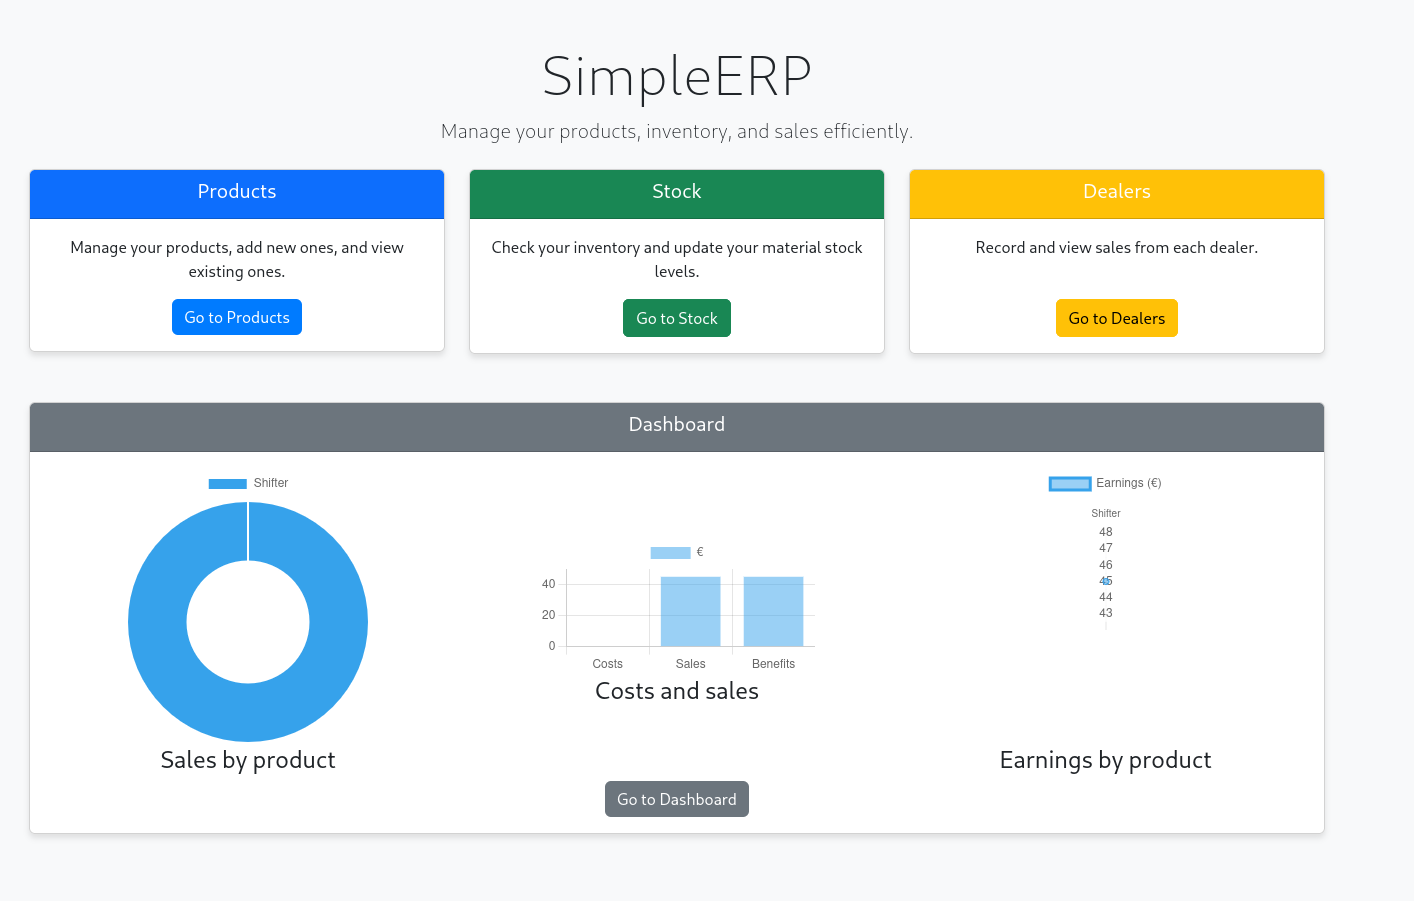 SimpleERP
Manage your products, inventory, and sales efficiently.
Products
Manage your products, add new ones, and view
existing ones.
Go to Products
Stock
Check your inventory and update your material stock
levels.
Go to Stock
Dealers
Record and view sales from each dealer.
Go to Dealers
Dashboard
Shifter
Sales by product
€
40
20
0
Costs Sales Benefits
Costs and sales
Earnings (€)
Shifter
48
47
46
45
44
43
Earnings by product
Go to Dashboard